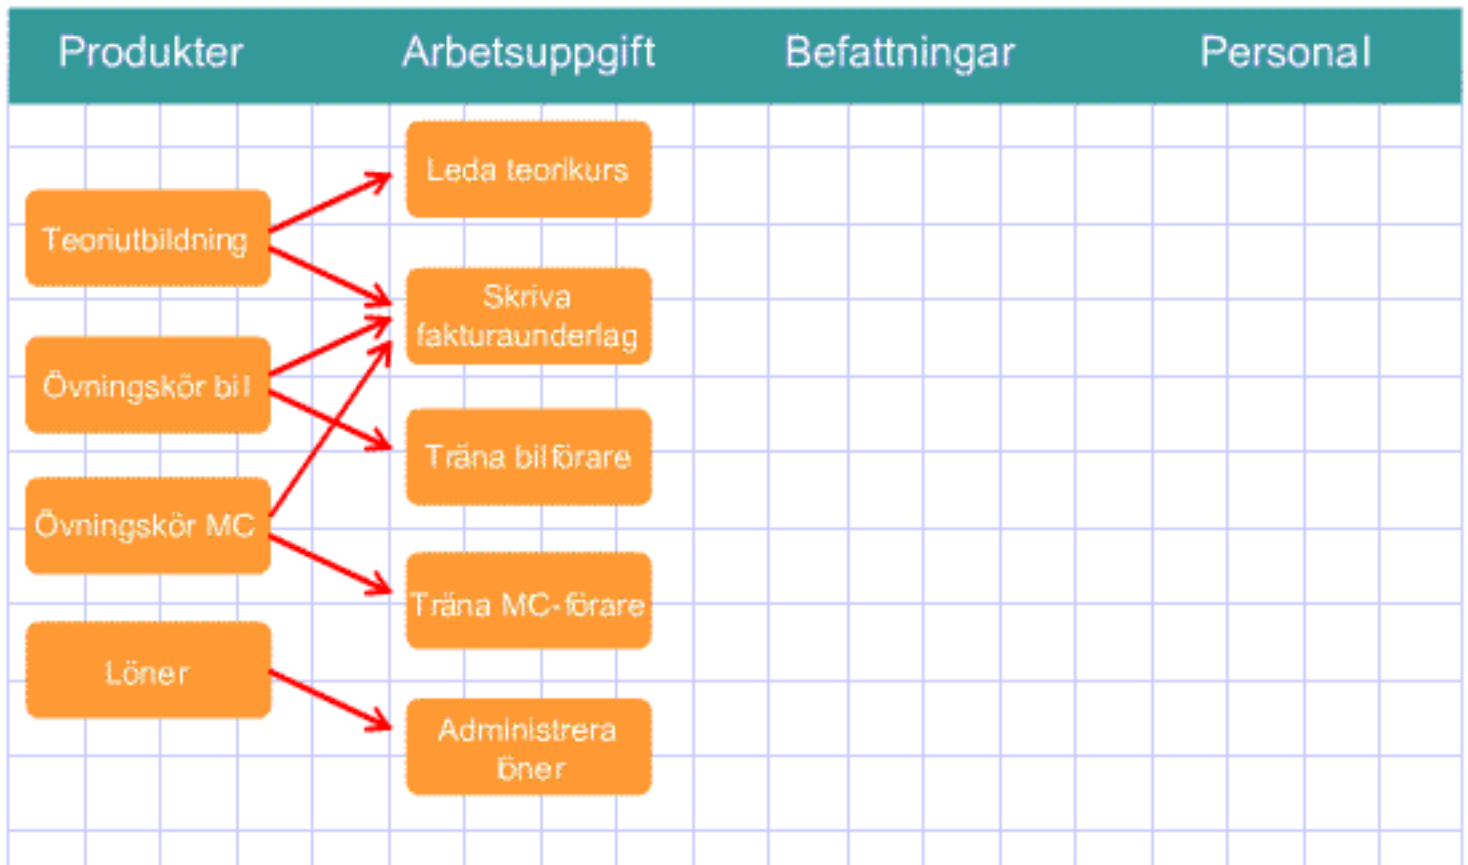 Produkter Arbetsuppgift Befattningar Personal
Leda teorikurs
Teoriutbildning
Skriva
fakturaunderlag
Övningskör bil
Träna bilförare
Övningskör MC
Träna MC-förare
Löner
Administrera
löner